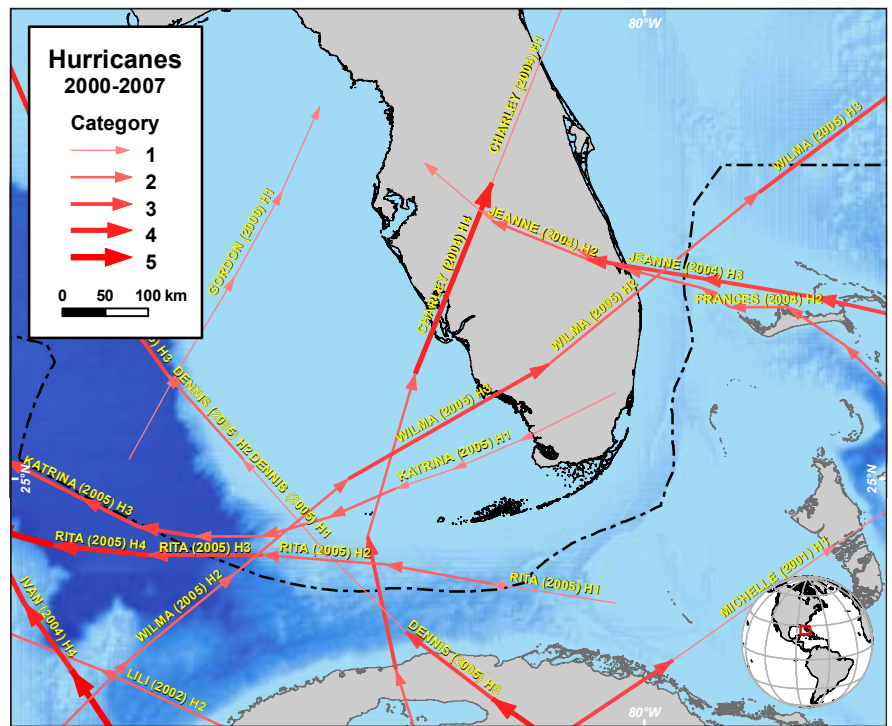 Hurricanes
2000-2007
Category
1
2
3
4
5
0 50 100 km
80°W
CHARLEY (2004) H1
WILMA (2005) H3
GORDON (2000) H1
JEANNE (2004) H2
CHARLEY (2004) H4
JEANNE (2004) H3
WILMA (2005) H2
FRANCES (2004) H2
H3
DENNIS (2005) H2
WILMA (2005) H3
KATRINA (2005) H1
DENNIS (2005) H1
25°N
25°N
KATRINA (2005) H3
RITA (2005) H4
RITA (2005) H3
RITA (2005) H2
RITA (2005) H1
WILMA (2005) H2
MICHELLE (2001) H1
IVAN (2004) H4
LILI (2002) H2
DENNIS (2005) H3
80°W